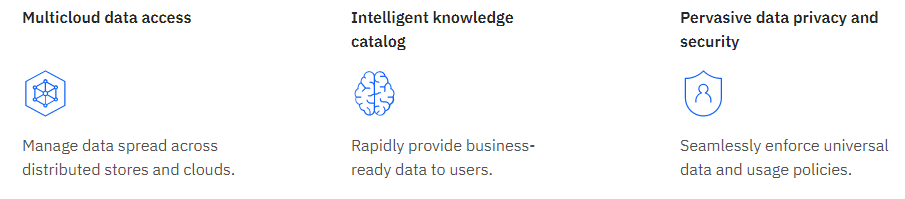 Multicloud data access
Manage data spread across
distributed stores and clouds.
Intelligent knowledge
catalog
Rapidly provide business-
ready data to users.
Pervasive data privacy and
security
Seamlessly enforce universal
data and usage policies.